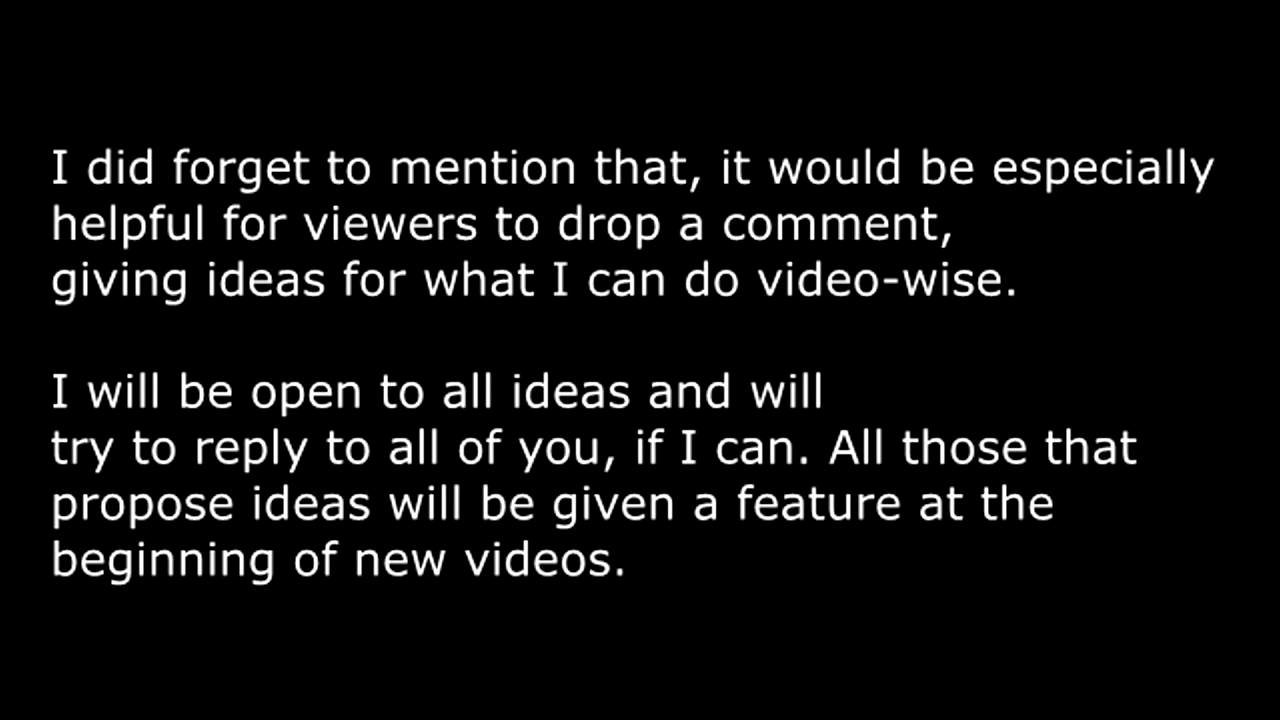 I did forget to mention that, it would be especially
helpful for viewers to drop a comment,
giving ideas for what I can do video-wise.
I will be open to all ideas and will
try to reply to all of you, if I can. All those that
propose ideas will be given a feature at the
beginning of new videos.